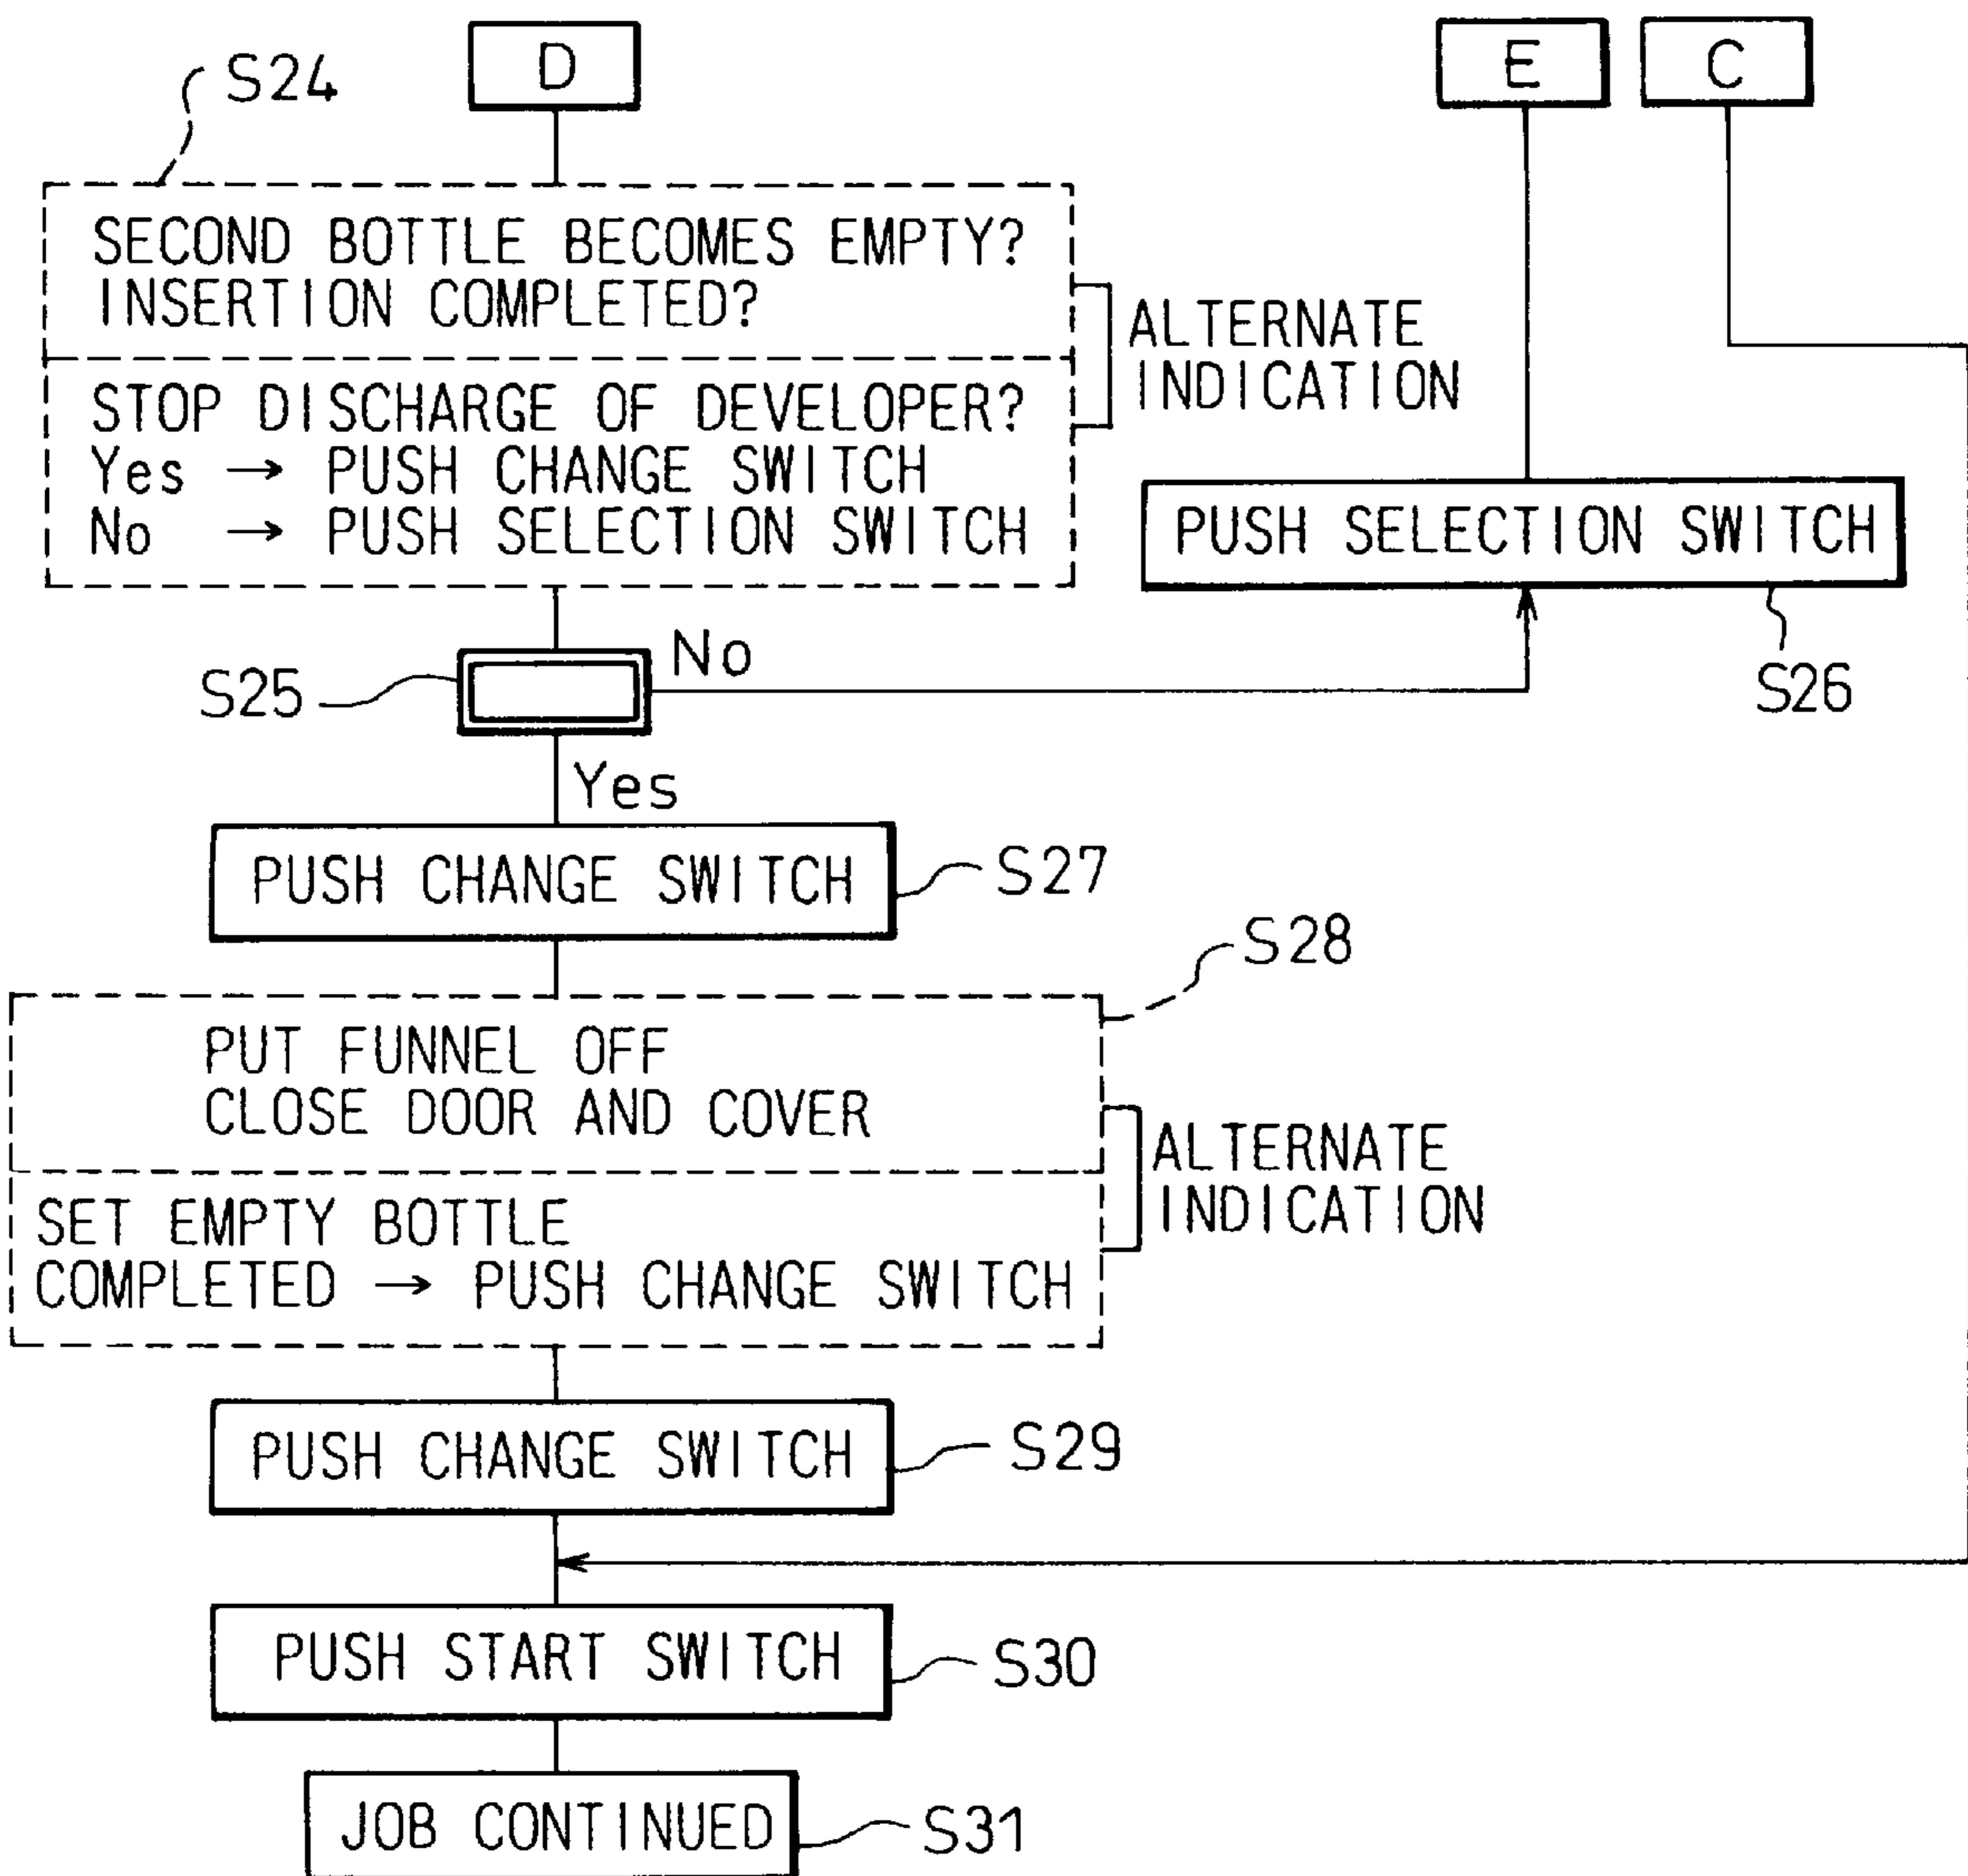 D
E
C
S24
SECOND BOTTLE BECOMES EMPTY?
INSERTION COMPLETED?
STOP DISCHARGE OF DEVELOPER?
Yes → PUSH CHANGE SWITCH
No → PUSH SELECTION SWITCH
ALTERNATE
INDICATION
PUSH SELECTION SWITCH
S26
S25
No
Yes
PUSH CHANGE SWITCH
S27
S28
PUT FUNNEL OFF
CLOSE DOOR AND COVER
SET EMPTY BOTTLE
COMPLETED → PUSH CHANGE SWITCH
ALTERNATE
INDICATION
PUSH CHANGE SWITCH
S29
PUSH START SWITCH
S30
JOB CONTINUED
S31